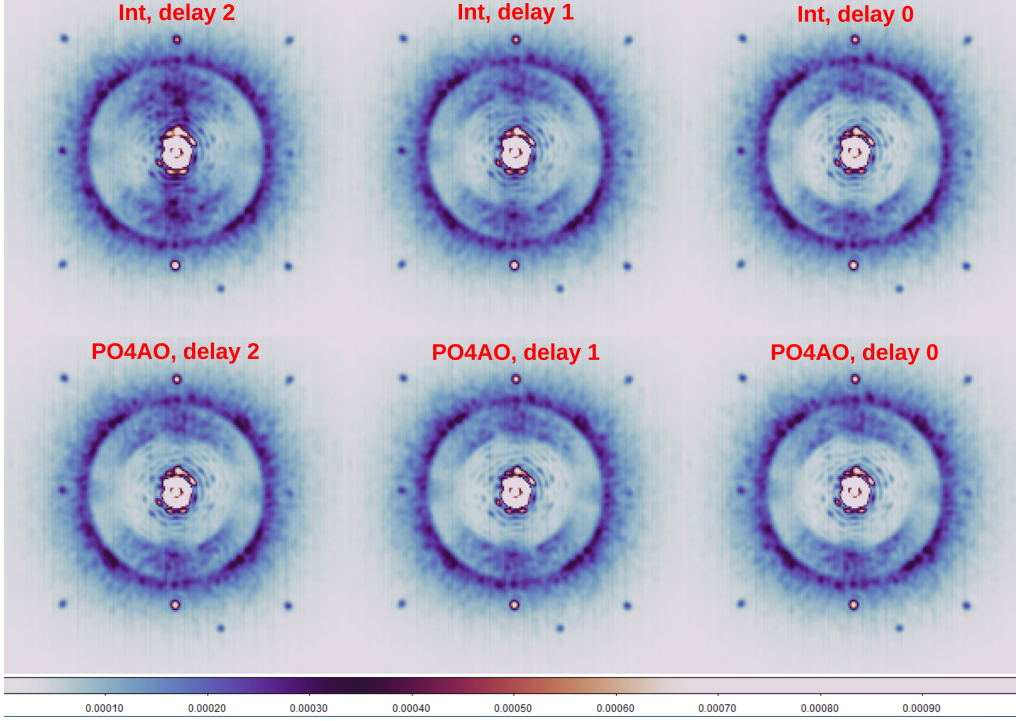 Int, delay 2
Int, delay 1
Int, delay 0
PO4AO, delay 2
PO4AO, delay 1
PO4AO, delay 0
0.00010 0.00020 0.00030 0.00040 0.00050 0.00060 0.00070 0.00080 0.00090